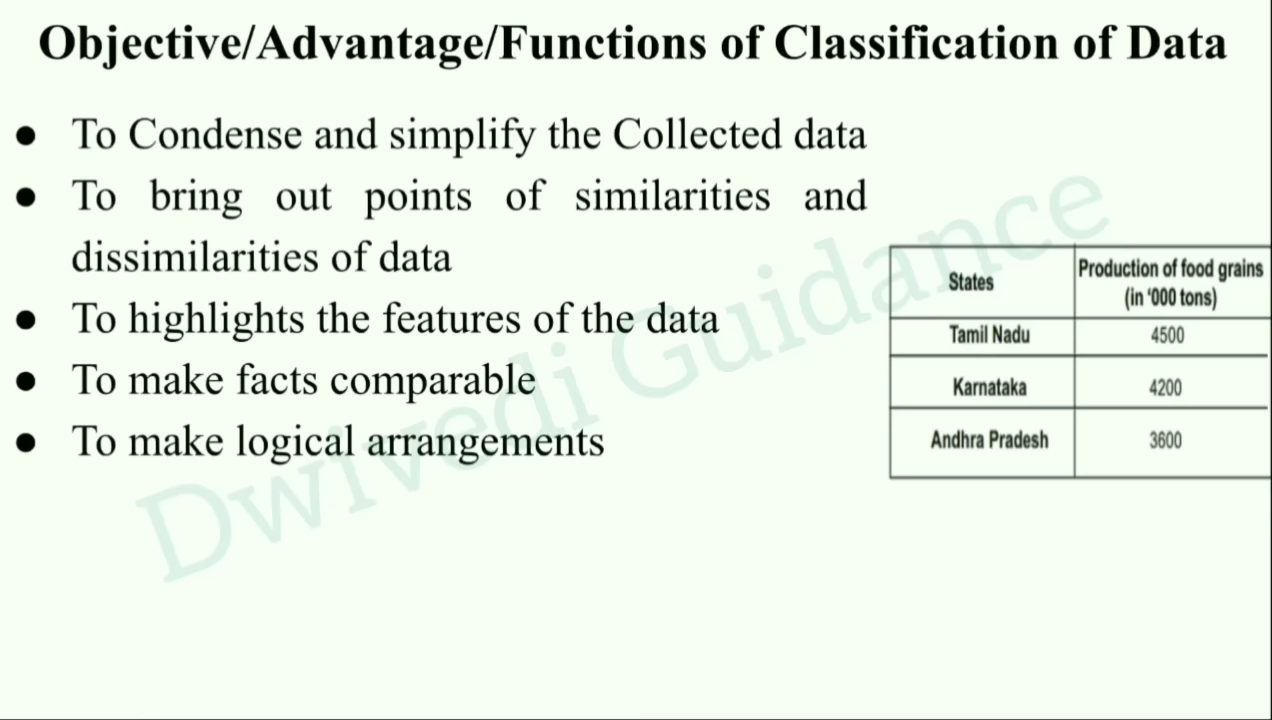 Objective/Advantage/Functions of Classification of Data
● To Condense and simplify the Collected data
● To bring out points of similarities and
dissimilarities of data
● To highlights the features of the data
● To make facts comparable
● To make logical arrangements
States
Production of food grains
(in ‘000 tons)
Tamil Nadu 4500
Karnataka 4200
Andhra Pradesh 3600
Dwivedi Guidance